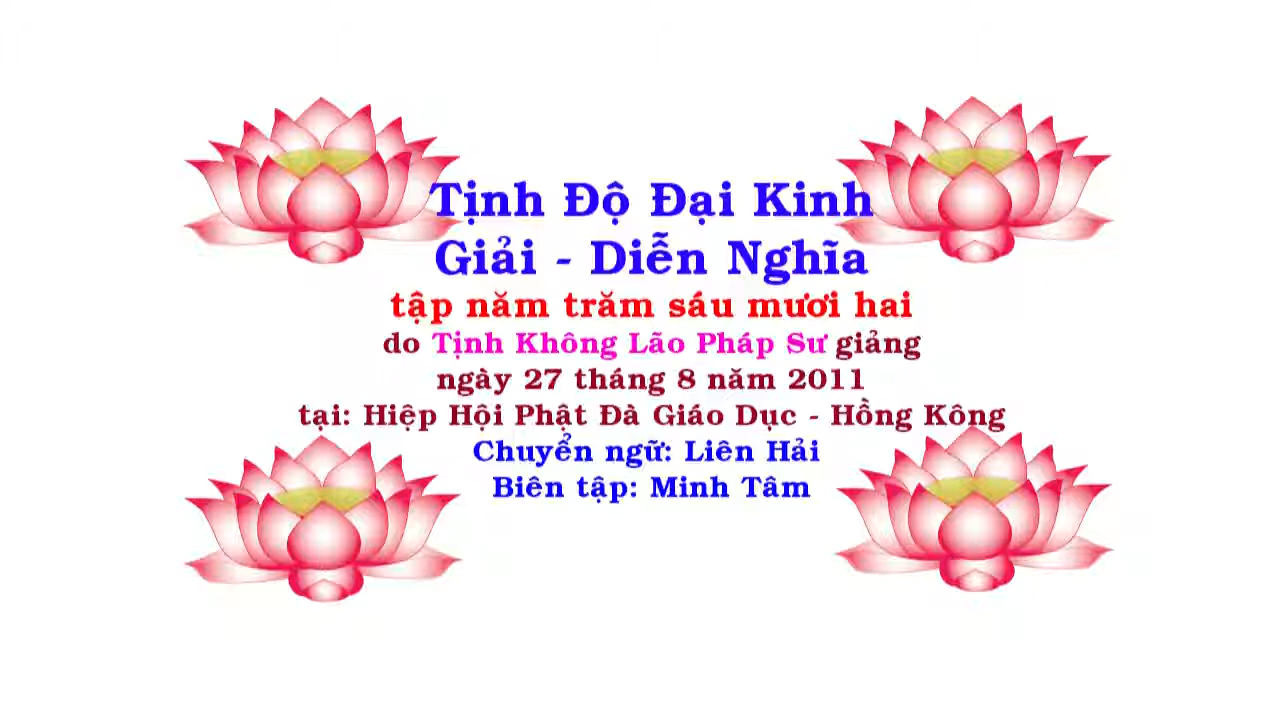 Tịnh Độ Đại Kinh
Giải - Diễn Nghĩa
tập năm trăm sáu mươi hai
do Tịnh Không Lão Pháp Sư giảng
ngày 27 tháng 8 năm 2011
tại: Hiệp Hội Phật Đà Giáo Dục - Hồng Kông
Chuyển ngữ: Liên Hải
Biên tập: Minh Tâm